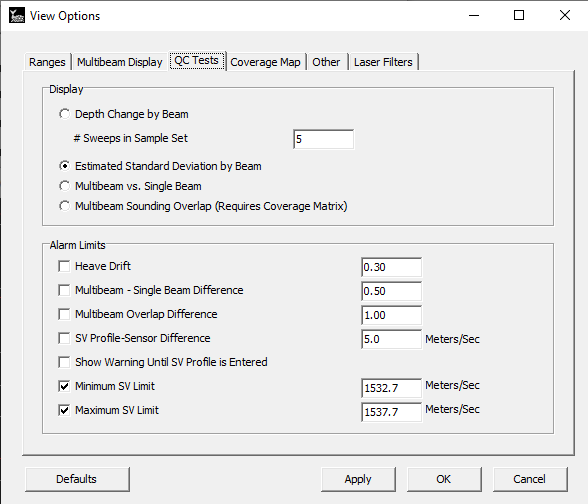 View Options
Ranges Multibeam Display QC Tests Coverage Map Other Laser Filters
Display
Depth Change by Beam
# Sweeps in Sample Set 5
Estimated Standard Deviation by Beam
Multibeam vs. Single Beam
Multibeam Sounding Overlap (Requires Coverage Matrix)
Alarm Limits
Heave Drift 0.30
Multibeam - Single Beam Difference 0.50
Multibeam Overlap Difference 1.00
SV Profile-Sensor Difference 5.0 Meters/Sec
Show Warning Until SV Profile is Entered
Minimum SV Limit 1532.7 Meters/Sec
Maximum SV Limit 1537.7 Meters/Sec
Defaults Apply OK Cancel